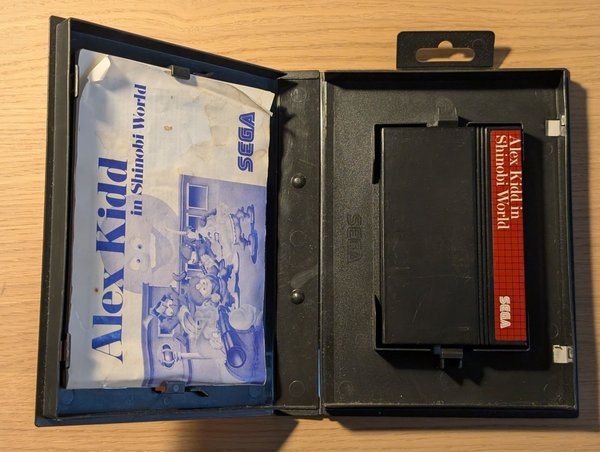 Alex Kidd
in Shinobi World
SEGA
SEGA
Alex Kidd in
Shinobi World
SEGA